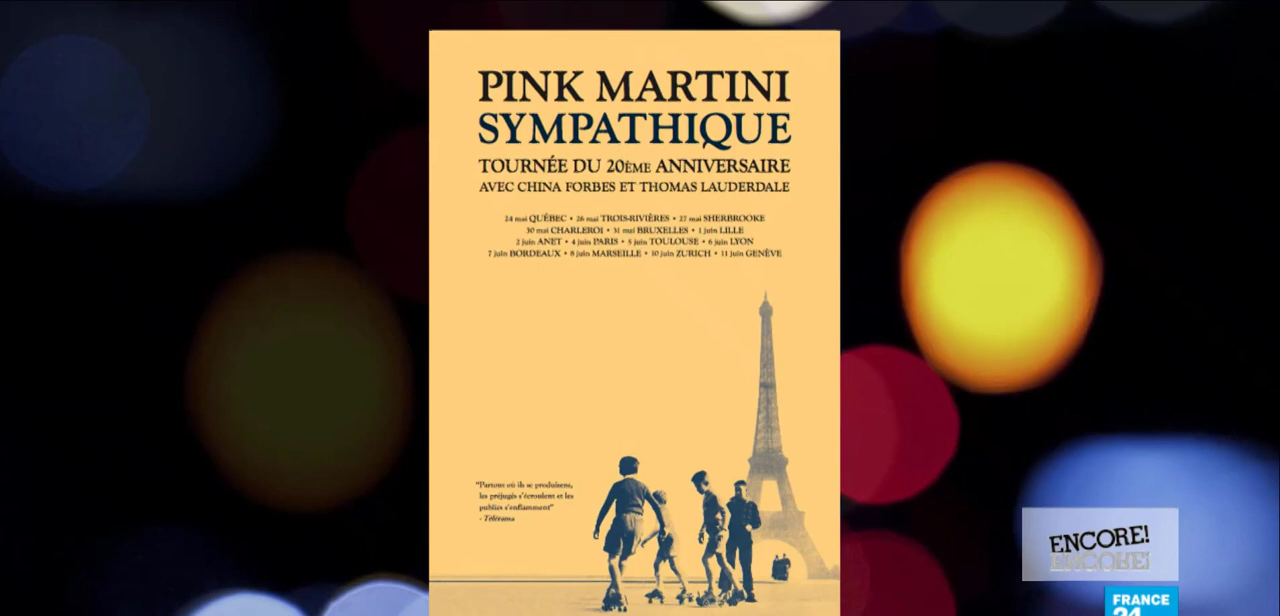 PINK MARTINI
SYMPATHIQUE
TOURNÉE DU 20ÈME ANNIVERSAIRE
AVEC CHINA FORBES ET THOMAS LAUDERDALE
24 mai QUÉBEC • 26 mai TROIS-RIVIÈRES • 27 mai SHERBROOKE
30 mai CHARLEROI • 31 mai BRUXELLES • 1 juin LILLE
2 juin ANET • 4 juin PARIS • 5 juin TOULOUSE • 6 juin LYON
7 juin BORDEAUX • 8 juin MARSEILLE • 10 juin ZURICH • 11 juin GENÈVE
"Partout où ils se produisent,
les préjugés s'écroulent et les
publics s'enflamment"
- Télérama
ENCORE!
FRANCE
24